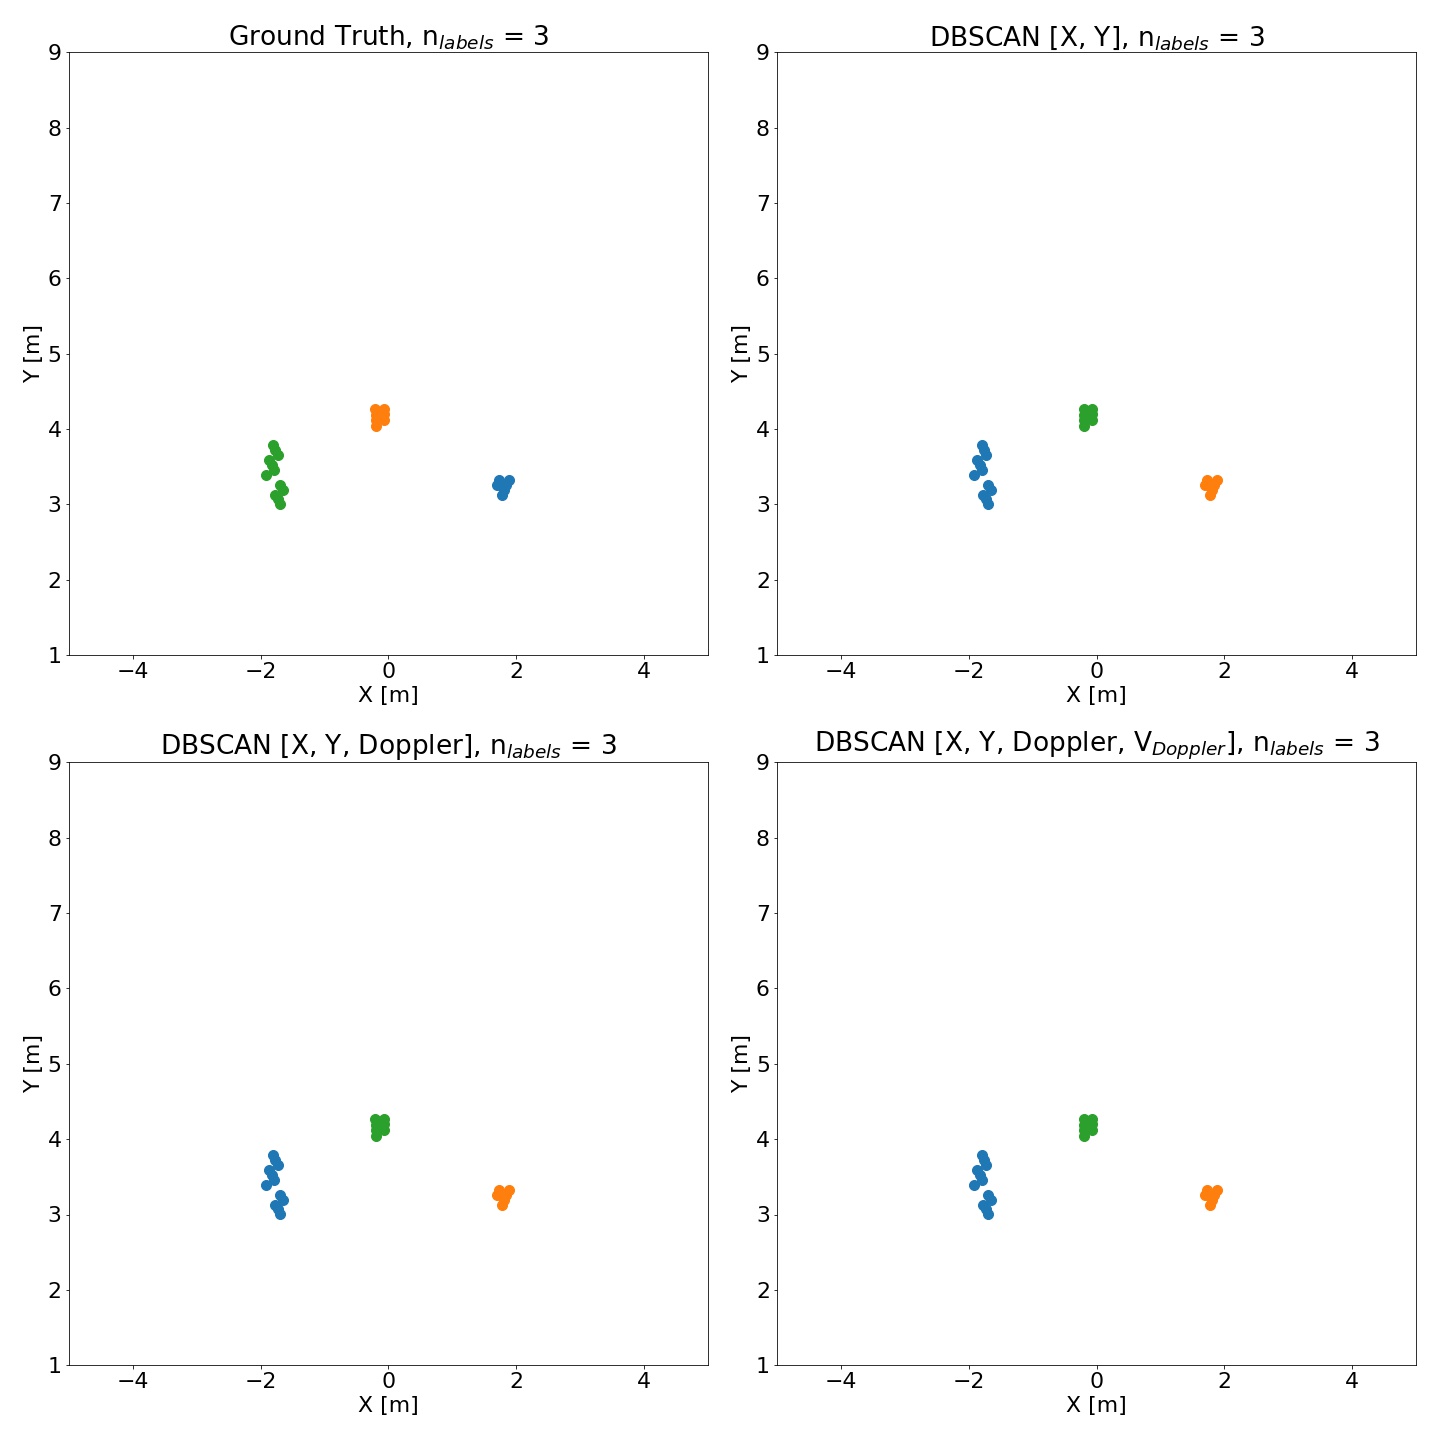 Ground Truth, n_labels = 3
9
8
7
6
5
4
3
2
1
Y [m]
−4 −2 0 2 4
X [m]
DBSCAN [X, Y], n_labels = 3
9
8
7
6
5
4
3
2
1
Y [m]
−4 −2 0 2 4
X [m]
DBSCAN [X, Y, Doppler], n_labels = 3
9
8
7
6
5
4
3
2
1
Y [m]
−4 −2 0 2 4
X [m]
DBSCAN [X, Y, Doppler, V_Doppler], n_labels = 3
9
8
7
6
5
4
3
2
1
Y [m]
−4 −2 0 2 4
X [m]